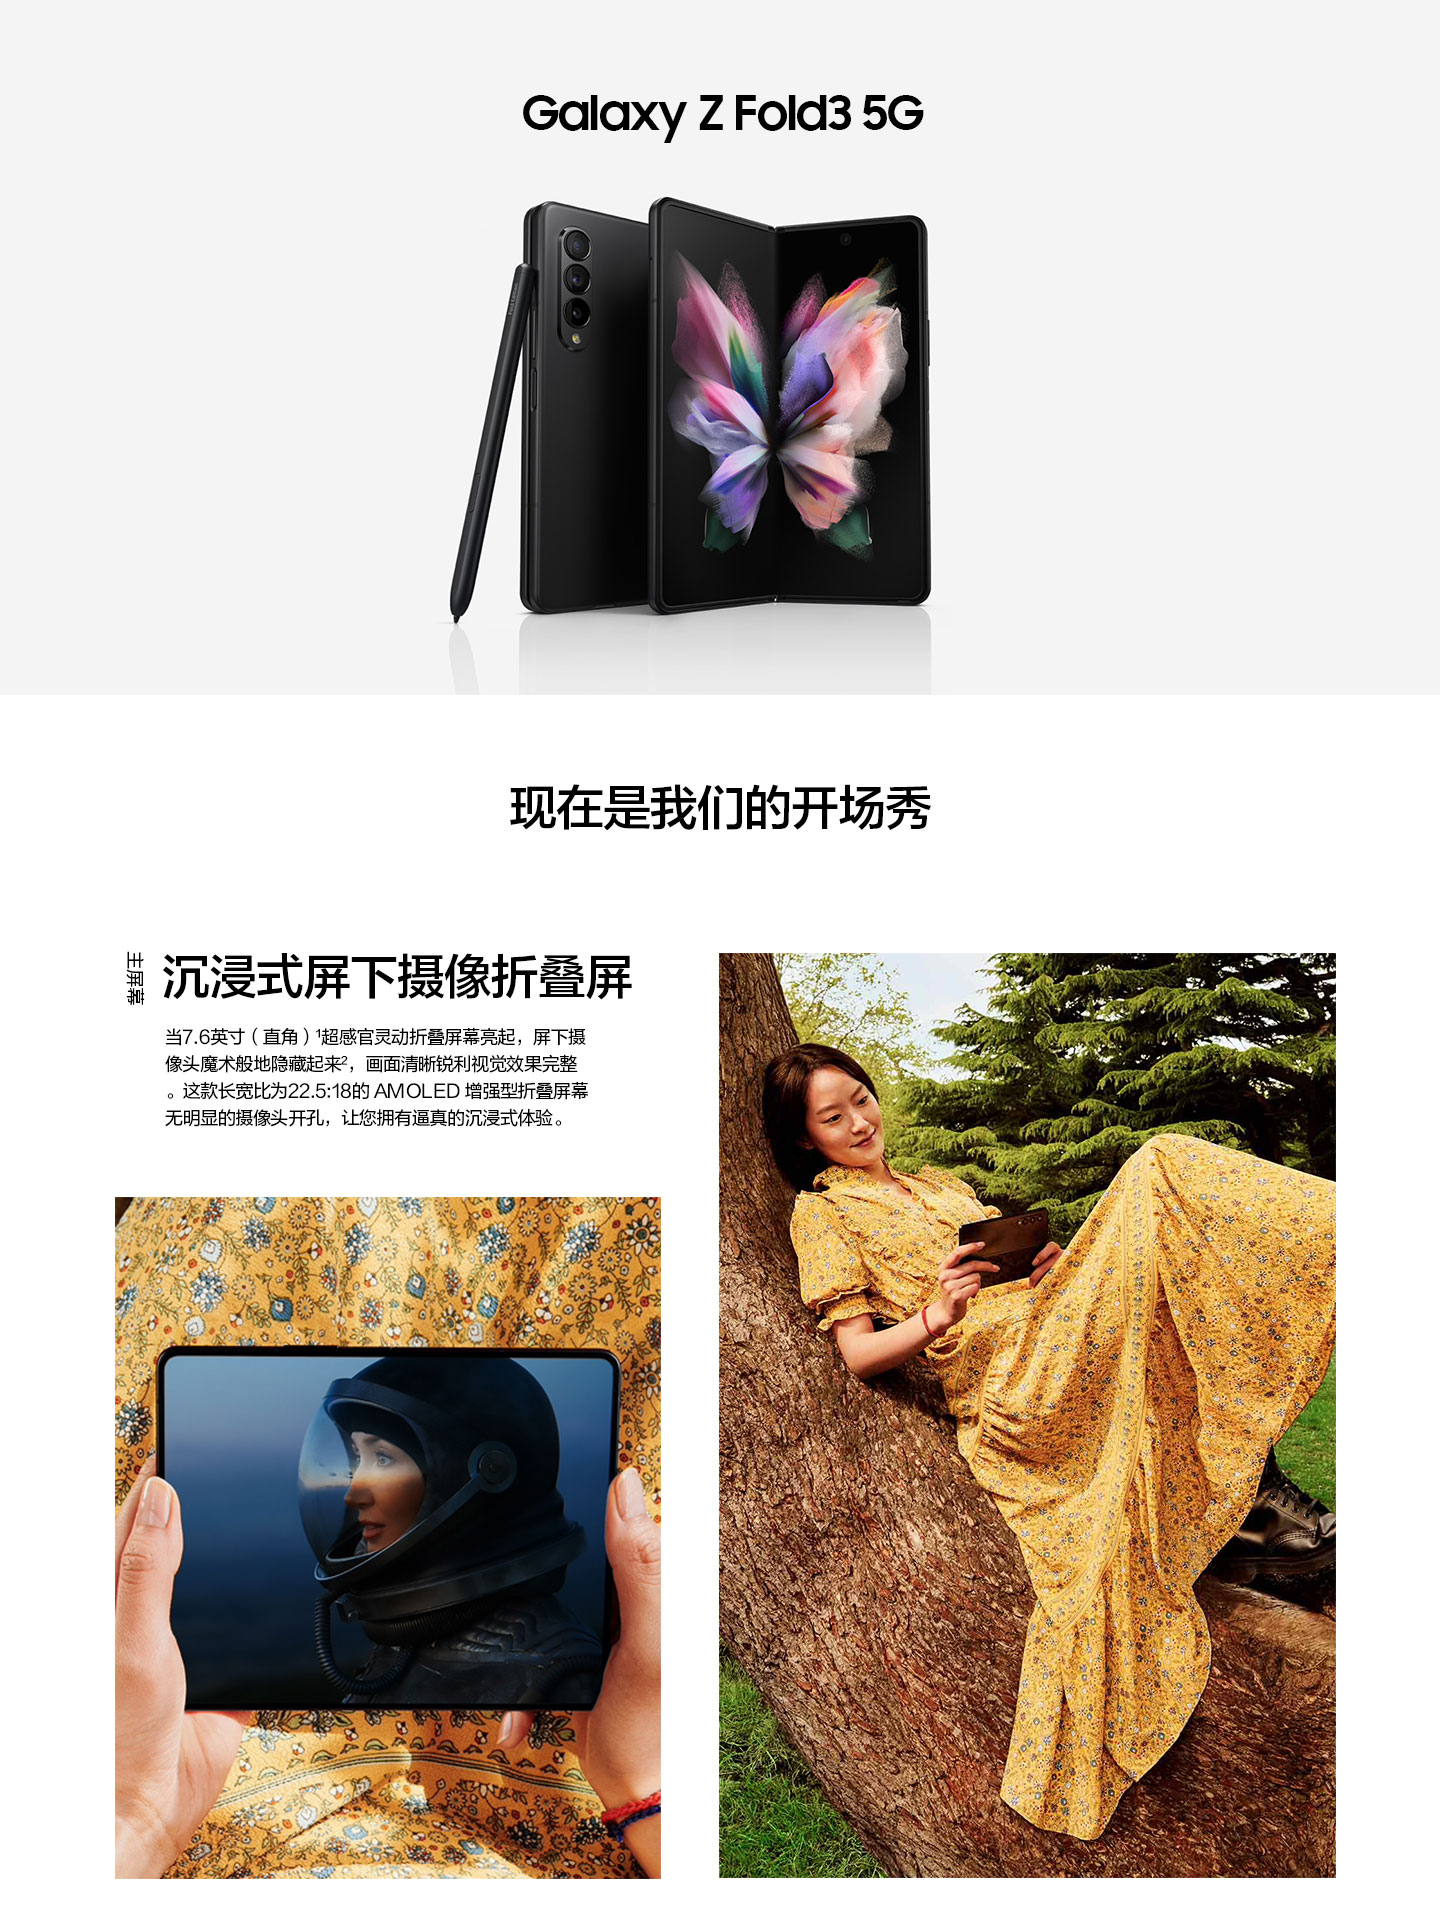 Galaxy Z Fold3 5G
现在是我们的开场秀
主屏幕
沉浸式屏下摄像折叠屏
当7.6英寸（直角）¹超感官灵动折叠屏幕亮起，屏下摄
像头魔术般地隐藏起来²，画面清晰锐利视觉效果完整
。这款长宽比为22.5:18的 AMOLED 增强型折叠屏幕
无明显的摄像头开孔，让您拥有逼真的沉浸式体验。